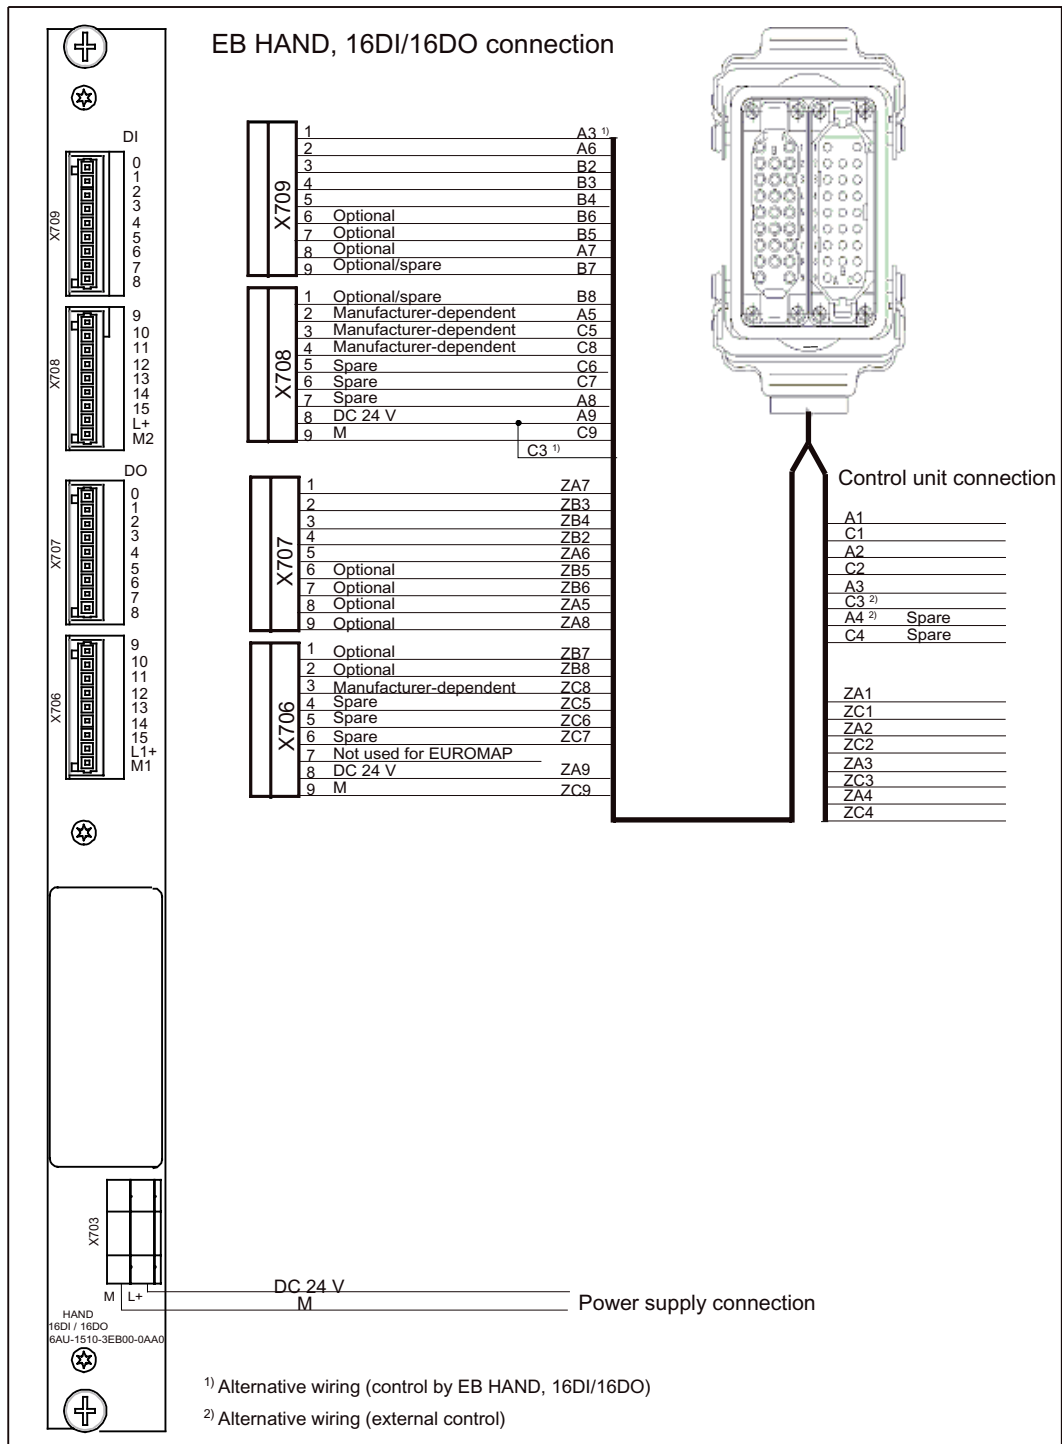 EB HAND, 16DI/16DO connection
DI
X709
0
1
2
3
4
5
6
7
8
X708
9
10
11
12
13
14
15
L+
M2
DO
X707
0
1
2
3
4
5
6
7
8
X706
9
10
11
12
13
14
15
L1+
M1
X709
1 A3 1)
2 A6
3 B2
4 B3
5 B4
6 Optional B6
7 Optional B5
8 Optional A7
9 Optional/spare B7
X708
1 Optional/spare B8
2 Manufacturer-dependent A5
3 Manufacturer-dependent C5
4 Manufacturer-dependent C8
5 Spare C6
6 Spare C7
7 Spare A8
8 DC 24 V A9
9 M C9
C3 1)
X707
1 ZA7
2 ZB3
3 ZB4
4 ZB2
5 ZA6
6 Optional ZB5
7 Optional ZB6
8 Optional ZA5
9 Optional ZA8
X706
1 Optional ZB7
2 Optional ZB8
3 Manufacturer-dependent ZC8
4 Spare ZC5
5 Spare ZC6
6 Spare ZC7
7 Not used for EUROMAP
8 DC 24 V ZA9
9 M ZC9
Control unit connection
A1
C1
A2
C2
A3
C3 2)
A4 2) Spare
C4 Spare
ZA1
ZC1
ZA2
ZC2
ZA3
ZC3
ZA4
ZC4
X703
M L+
DC 24 V
M
Power supply connection
HAND
16DI / 16DO
6AU-1510-3EB00-0AA0
1) Alternative wiring (control by EB HAND, 16DI/16DO)
2) Alternative wiring (external control)